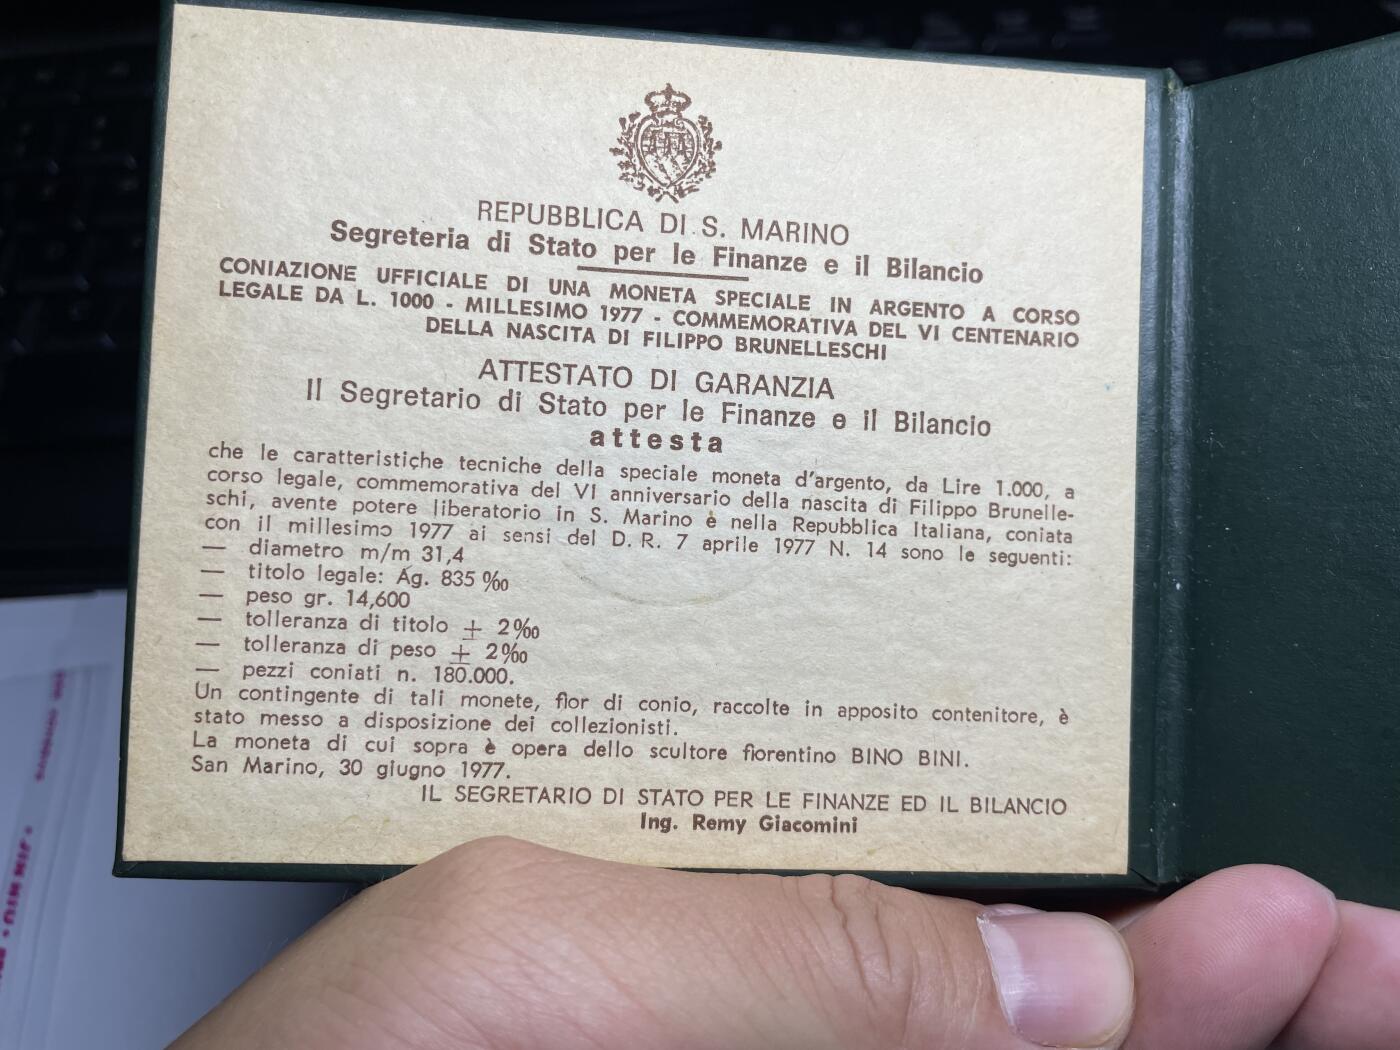 REPUBBLICA DI S. MARINO
Segreteria di Stato per le Finanze e il Bilancio
CONIAZIONE UFFICIALE DI UNA MONETA SPECIALE IN ARGENTO A CORSO
LEGALE DA L. 1000 - MILLESIMO 1977 - COMMEMORATIVA DEL VI CENTENARIO
DELLA NASCITA DI FILIPPO BRUNELLESCHI
ATTESTATO DI GARANZIA
Il Segretario di Stato per le Finanze e il Bilancio
attesta
che le caratteristiche tecniche della speciale moneta d'argento, da Lire 1.000, a
corso legale, commemorativa del VI anniversario della nascita di Filippo Brunelle-
schi, avente potere liberatorio in S. Marino è nella Repubblica Italiana, coniata
con il millesimo 1977 ai sensi del D. R. 7 aprile 1977 N. 14 sono le seguenti:
— diametro m/m 31,4
— titolo legale: Ag. 835 ‰
— peso gr. 14,600
— tolleranza di titolo ± 2‰
— tolleranza di peso ± 2‰
— pezzi coniati n. 180.000.
Un contingente di tali monete, fior di conio, raccolte in apposito contenitore, è
stato messo a disposizione dei collezionisti.
La moneta di cui sopra è opera dello scultore fiorentino BINO BINI.
San Marino, 30 giugno 1977.
IL SEGRETARIO DI STATO PER LE FINANZE ED IL BILANCIO
Ing. Remy Giacomini